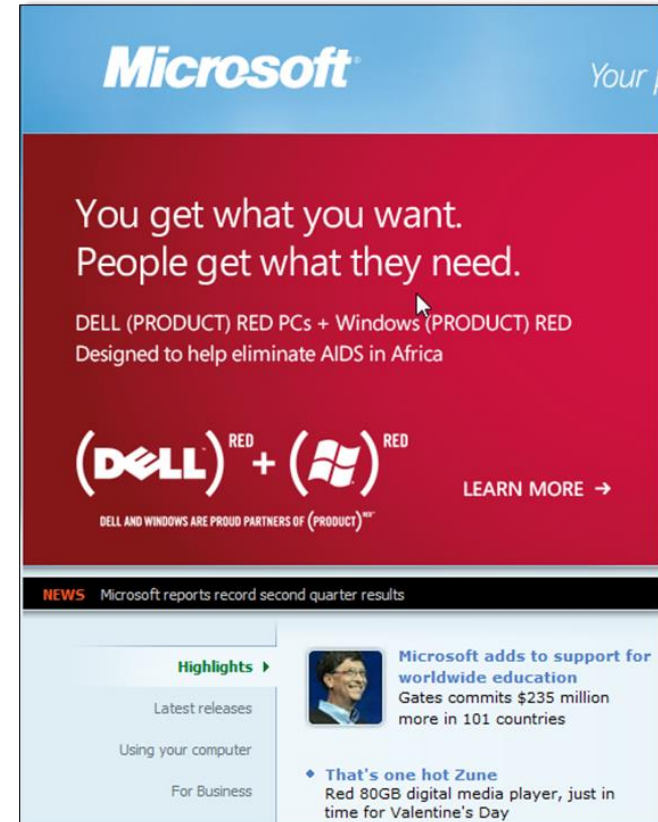 Microsoft
Your
You get what you want.
People get what they need.
DELL (PRODUCT) RED PCs + Windows (PRODUCT) RED
Designed to help eliminate AIDS in Africa
(DELL) RED + ( ) RED
LEARN MORE →
DELL AND WINDOWS ARE PROUD PARTNERS OF (PRODUCT) RED
NEWS Microsoft reports record second quarter results
Highlights
Latest releases
Using your computer
For Business
Microsoft adds to support for
worldwide education
Gates commits $235 million
more in 101 countries
That's one hot Zune
Red 80GB digital media player, just in
time for Valentine's Day